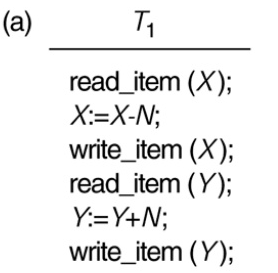 (a) T1
read_item (X);
X:=X-N;
write_item (X);
read_item (Y);
Y:=Y+N;
write_item (Y);